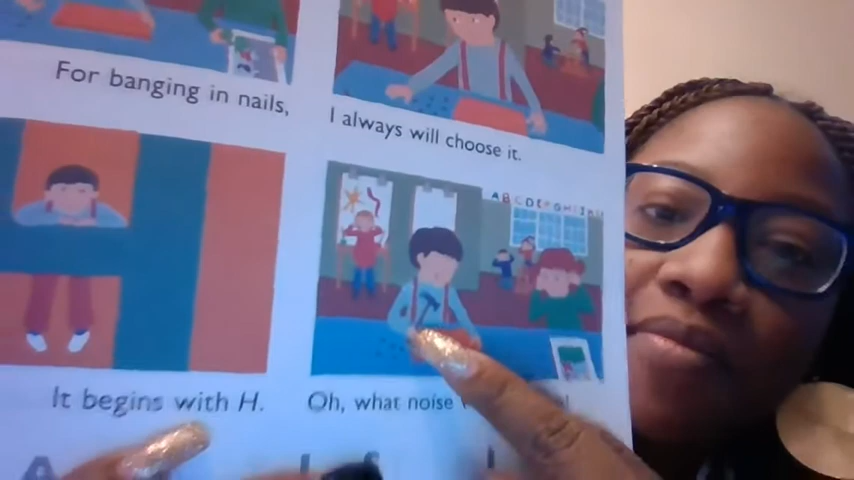 For banging in nails,
I always will choose it.
A B C D E F G H I J K
It begins with H.
Oh, what noise
A